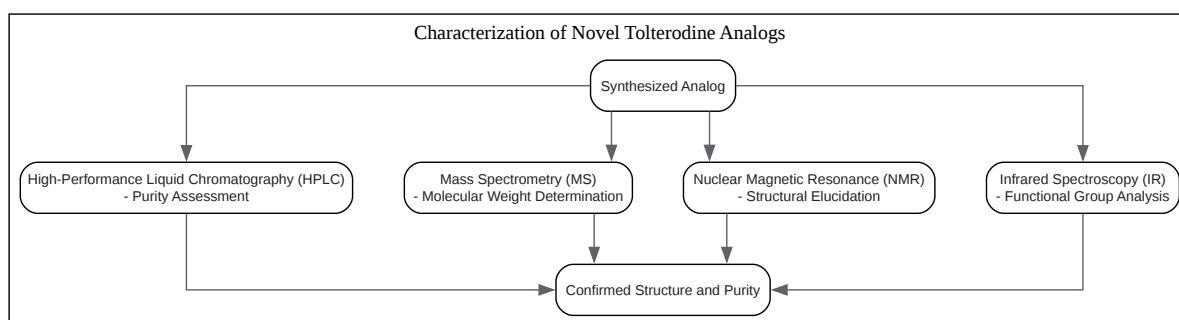 Characterization of Novel Tolterodine Analogs
Synthesized Analog
High-Performance Liquid Chromatography (HPLC)
- Purity Assessment
Mass Spectrometry (MS)
- Molecular Weight Determination
Nuclear Magnetic Resonance (NMR)
- Structural Elucidation
Infrared Spectroscopy (IR)
- Functional Group Analysis
Confirmed Structure and Purity